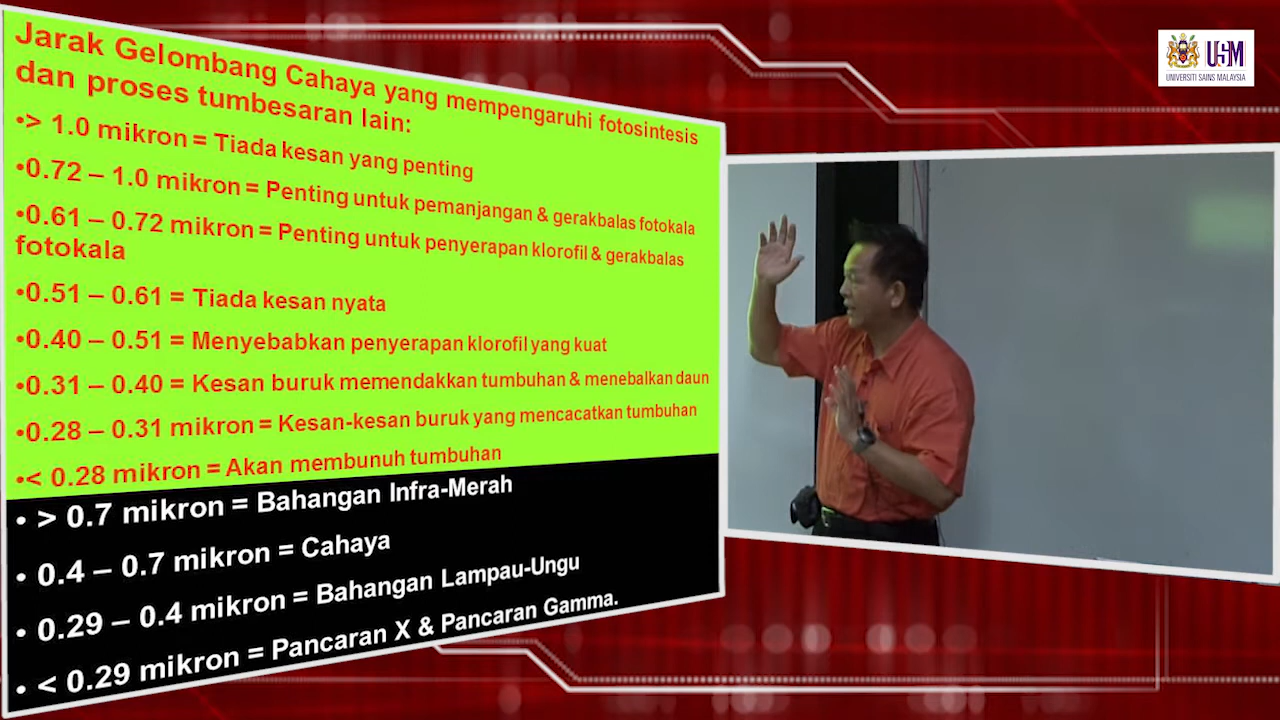 Jarak Gelombang Cahaya yang mempengaruhi fotosintesis
dan proses tumbesaran lain:
•> 1.0 mikron = Tiada kesan yang penting
•0.72 – 1.0 mikron = Penting untuk pemanjangan & gerakbalas fotokala
•0.61 – 0.72 mikron = Penting untuk penyerapan klorofil & gerakbalas
fotokala
•0.51 – 0.61 = Tiada kesan nyata
•0.40 – 0.51 = Menyebabkan penyerapan klorofil yang kuat
•0.31 – 0.40 = Kesan buruk memendakkan tumbuhan & menebalkan daun
•0.28 – 0.31 mikron = Kesan-kesan buruk yang mencacatkan tumbuhan
•< 0.28 mikron = Akan membunuh tumbuhan
• > 0.7 mikron = Bahangan Infra-Merah
• 0.4 – 0.7 mikron = Cahaya
• 0.29 – 0.4 mikron = Bahangan Lampau-Ungu
• < 0.29 mikron = Pancaran X & Pancaran Gamma.
USM
UNIVERSITI SAINS MALAYSIA